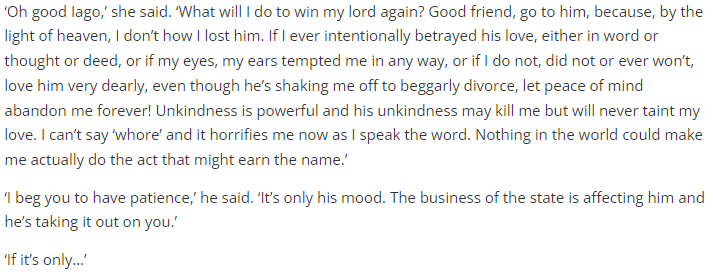 ‘Oh good Iago,’ she said. ‘What will I do to win my lord again? Good friend, go to him, because, by the
light of heaven, I don’t how I lost him. If I ever intentionally betrayed his love, either in word or
thought or deed, or if my eyes, my ears tempted me in any way, or if I do not, did not or ever won’t,
love him very dearly, even though he’s shaking me off to beggarly divorce, let peace of mind
abandon me forever! Unkindness is powerful and his unkindness may kill me but will never taint my
love. I can’t say ‘whore’ and it horrifies me now as I speak the word. Nothing in the world could make
me actually do the act that might earn the name.’
‘I beg you to have patience,’ he said. ‘It’s only his mood. The business of the state is affecting him and
he’s taking it out on you.’
‘If it’s only…’